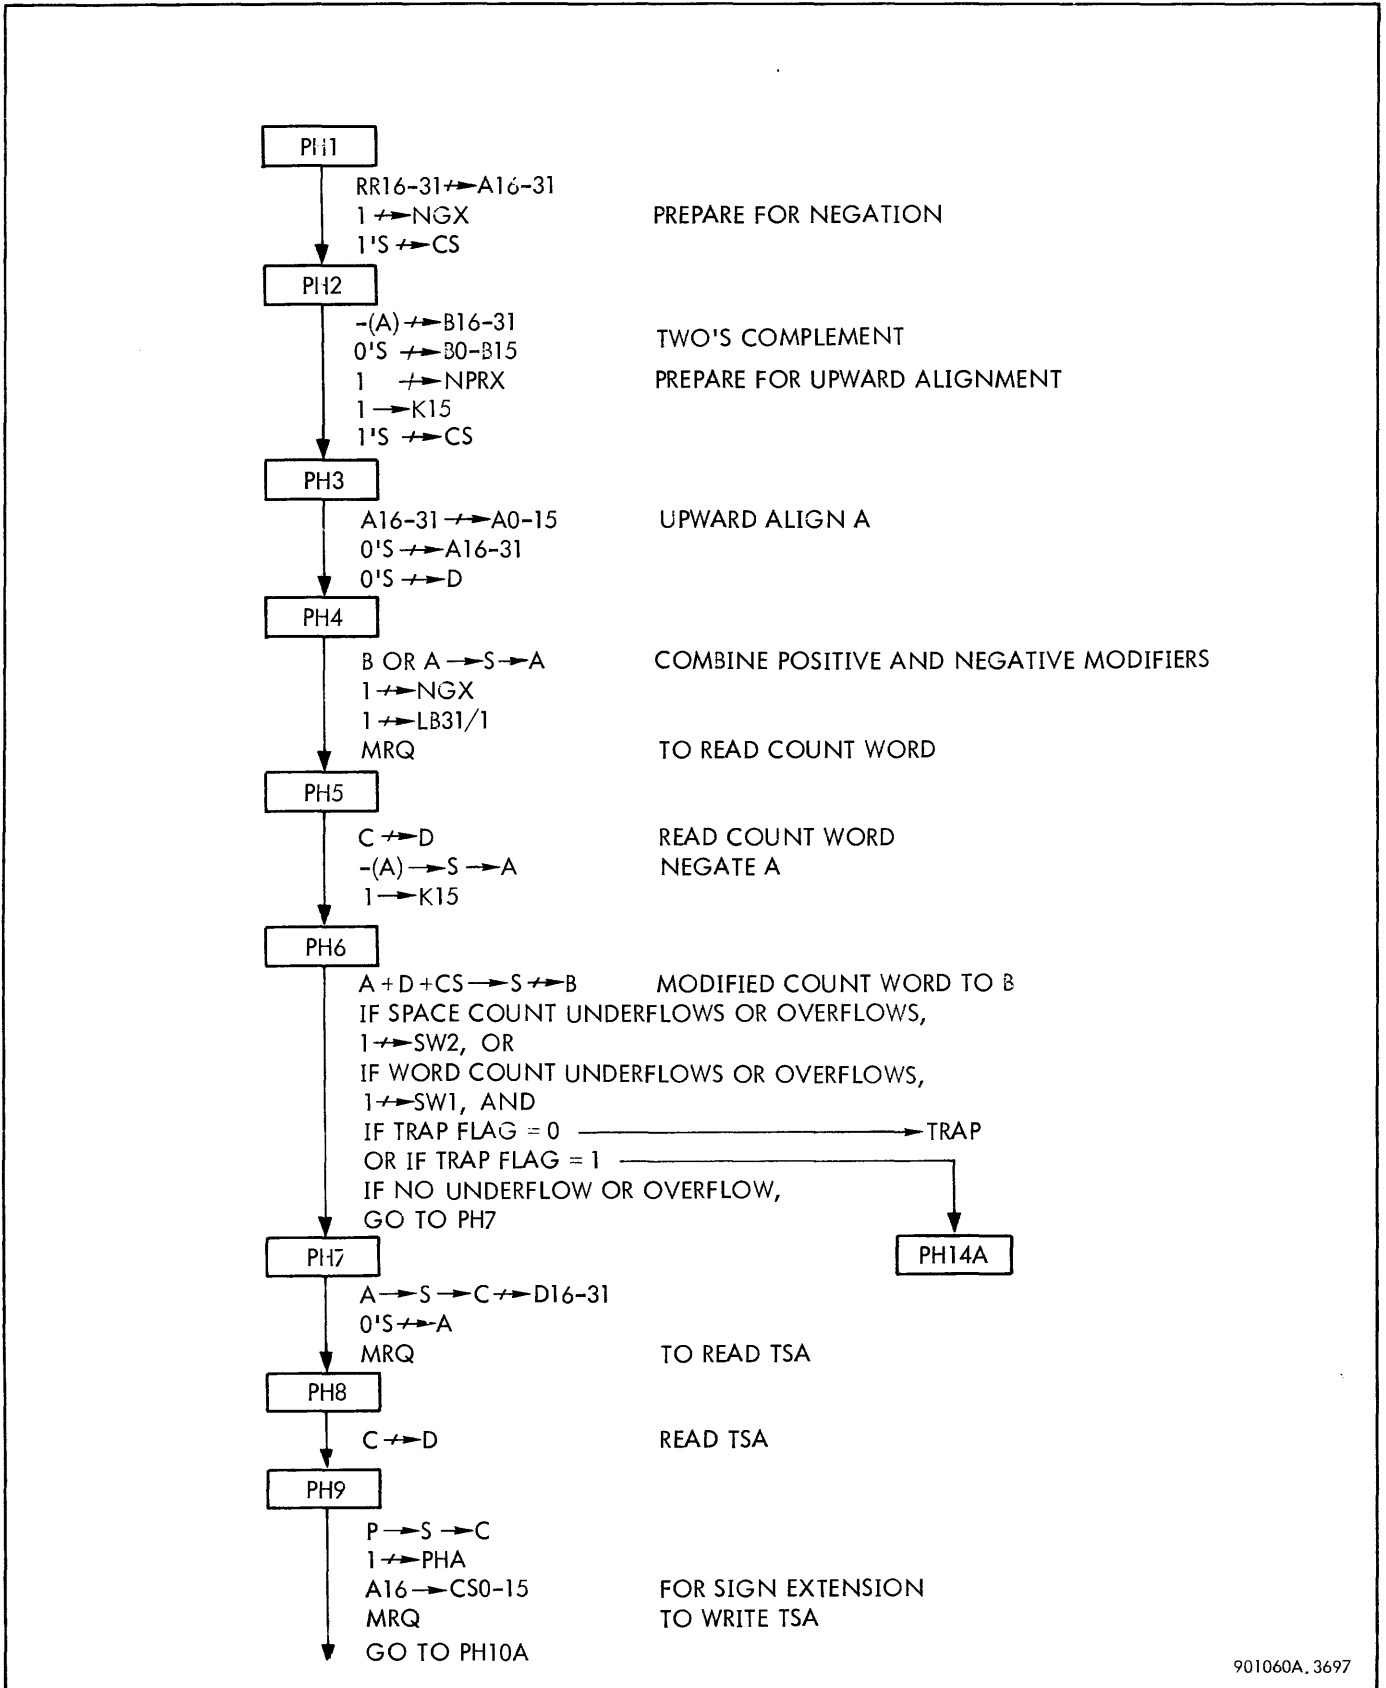 PH1
RR16-31⇸A16-31
1 ⇸NGX PREPARE FOR NEGATION
1'S ⇸CS
PH2
-(A) ⇸B16-31
0'S ⇸B0-B15 TWO'S COMPLEMENT
1 ⇸NPRX PREPARE FOR UPWARD ALIGNMENT
1→K15
1'S ⇸CS
PH3
A16-31 ⇸A0-15 UPWARD ALIGN A
0'S ⇸A16-31
0'S ⇸D
PH4
B OR A→S→A COMBINE POSITIVE AND NEGATIVE MODIFIERS
1⇸NGX
1⇸LB31/1
MRQ TO READ COUNT WORD
PH5
C⇸D READ COUNT WORD
-(A)→S→A NEGATE A
1→K15
PH6
A+D+CS→S⇸B MODIFIED COUNT WORD TO B
IF SPACE COUNT UNDERFLOWS OR OVERFLOWS,
1⇸SW2, OR
IF WORD COUNT UNDERFLOWS OR OVERFLOWS,
1⇸SW1, AND
IF TRAP FLAG = 0 → TRAP
OR IF TRAP FLAG = 1
IF NO UNDERFLOW OR OVERFLOW,
GO TO PH7
PH7 PH14A
A→S→C⇸D16-31
0'S⇸A
MRQ TO READ TSA
PH8
C⇸D READ TSA
PH9
P→S→C
1⇸PHA
A16→CS0-15 FOR SIGN EXTENSION
MRQ TO WRITE TSA
GO TO PH10A
901060A.3697